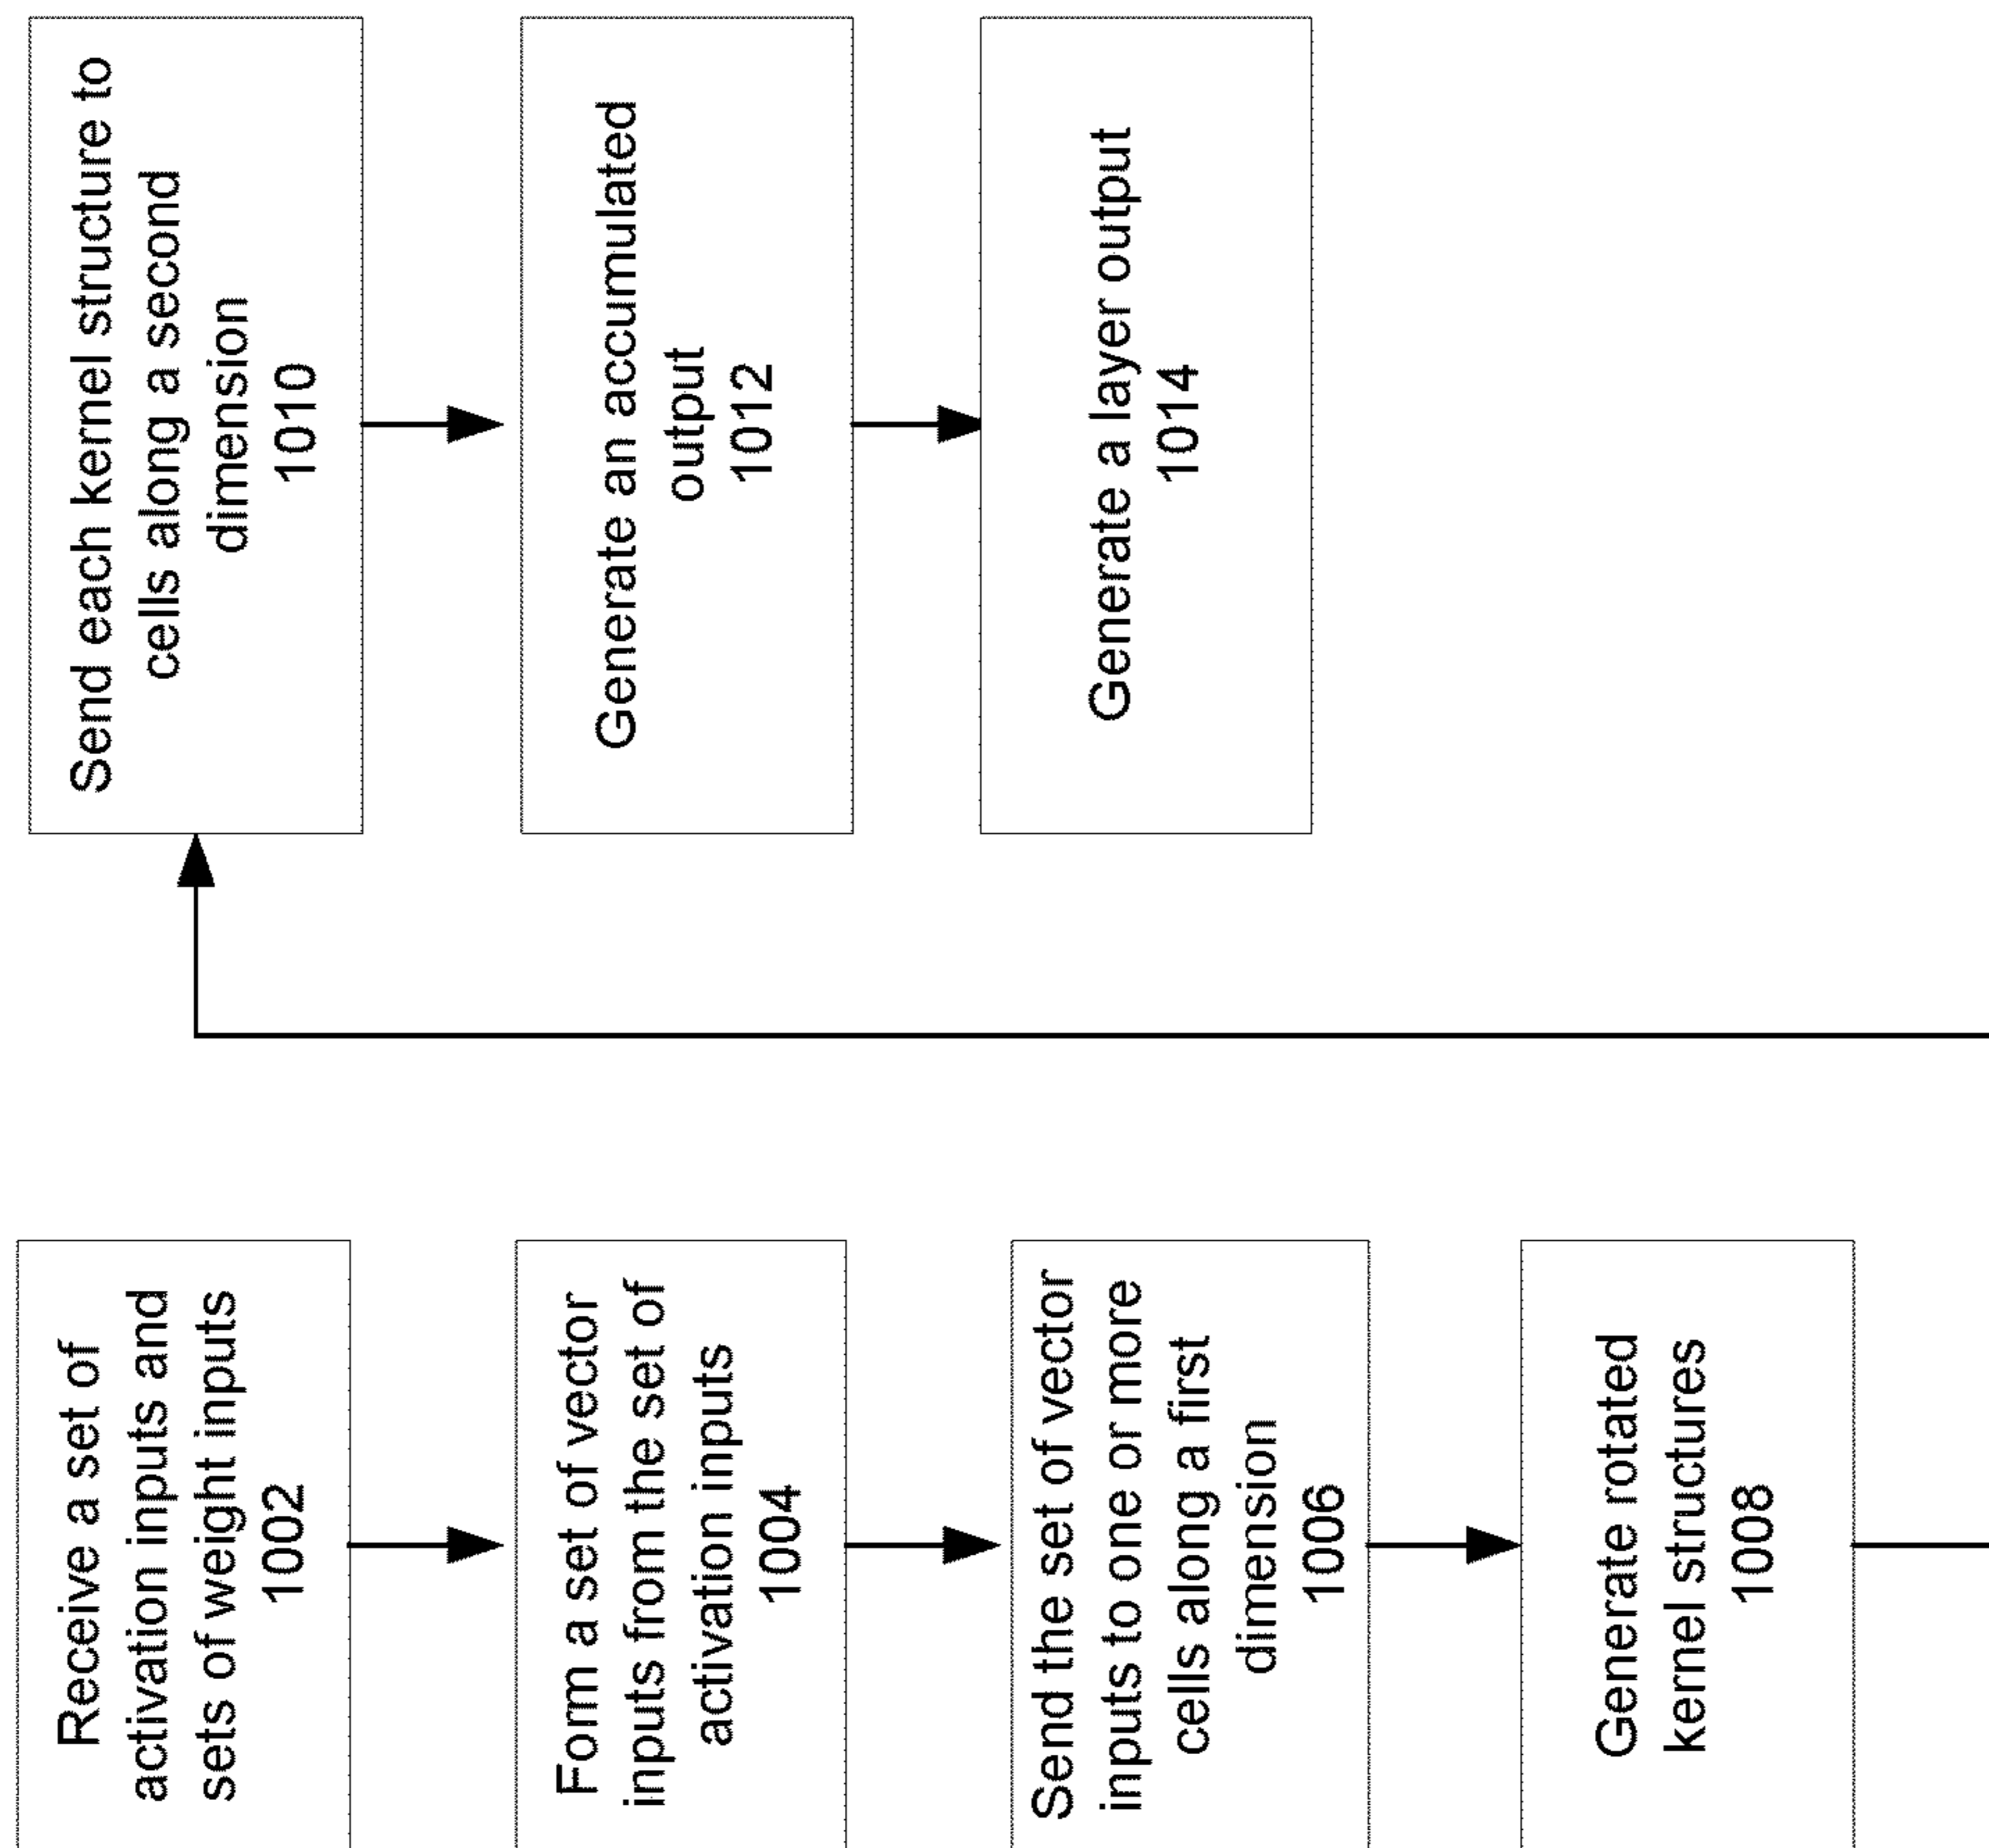 Receive a set of
activation inputs and
sets of weight inputs
1002
Form a set of vector
inputs from the set of
activation inputs
1004
Send the set of vector
inputs to one or more
cells along a first
dimension
1006
Generate rotated
kernel structures
1008
Send each kernel structure to
cells along a second
dimension
1010
Generate an accumulated
output
1012
Generate a layer output
1014